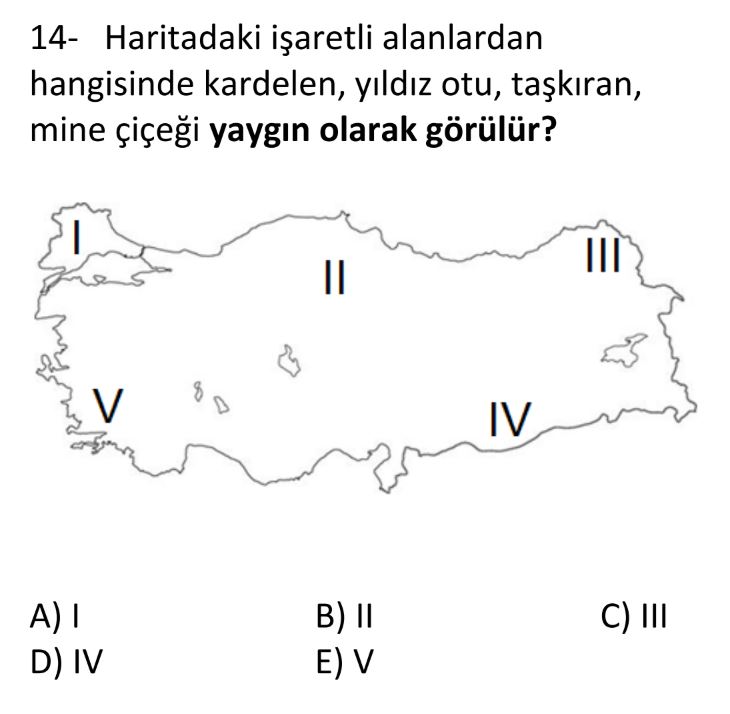 14-   Haritadaki işaretli alanlardan
hangisinde kardelen, yıldız otu, taşkıran,
mine çiçeği yaygın olarak görülür?
I
II
III
IV
V
A) I
B) II
C) III
D) IV
E) V